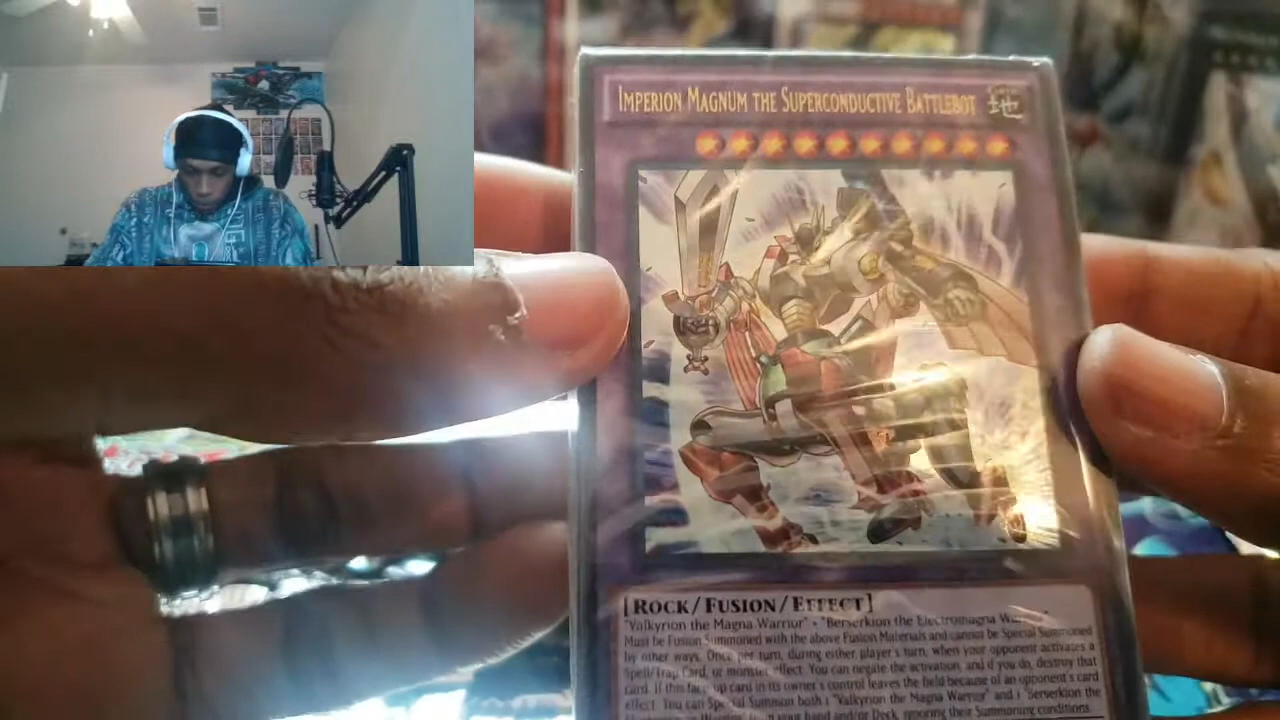 IMPERION MAGNUM THE SUPERCONDUCTIVE BATTLEBOT
地
[ROCK/FUSION/EFFECT]
"Valkyrion the Magna Warrior" + "Berserkion the Electromagna
Must be Fusion Summoned with the above Fusion Materials and cannot be Special Summoned
by other ways. Once per turn, during either player's turn, when your opponent activates a
Spell/Trap Card, or monster effect: You can negate the activation, and if you do, destroy that
card. If this face-up card in its owner's control leaves the field because of an opponent's card
effect: You can Special Summon both 1 "Valkyrion the Magna Warrior" and 1 "Berserkion the
your hand and/or Deck, ignoring their Summoning conditions.